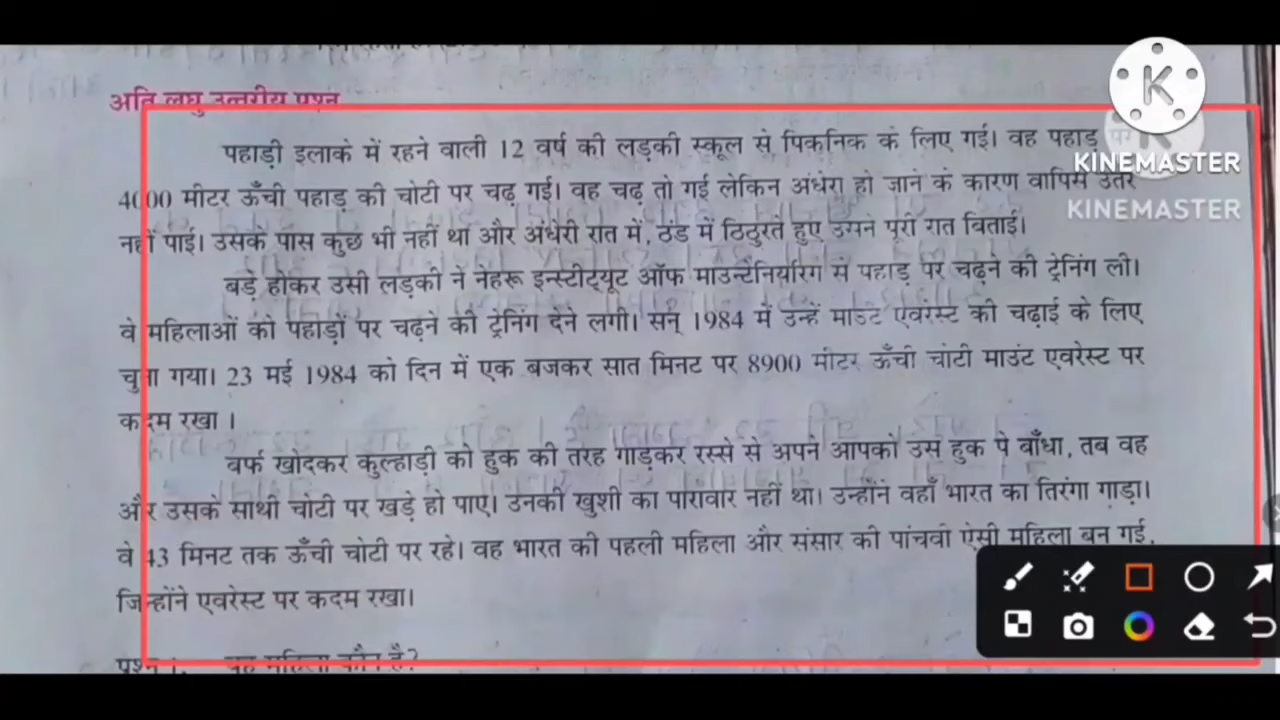 अति लघु उत्तरीय प्रश्न
KINEMASTER
KINEMASTER
पहाड़ी इलाके में रहने वाली 12 वर्ष की लड़की स्कूल से पिकनिक के लिए गई। वह पहाड़ पर
4000 मीटर ऊँची पहाड़ की चोटी पर चढ़ गई। वह चढ़ तो गई लेकिन अंधेरा हो जाने के कारण वापिस उतर
नहीं पाई। उसके पास कुछ भी नहीं था और अंधेरी रात में, ठंड में ठिठुरते हुए उसने पूरी रात बिताई।
बड़े होकर उसी लड़की ने नेहरू इन्स्टीट्यूट ऑफ माउन्टेनियरिंग से पहाड़ पर चढ़ने की ट्रेनिंग ली।
वे महिलाओं को पहाड़ों पर चढ़ने की ट्रेनिंग देने लगी। सन् 1984 में उन्हें माउंट एवरेस्ट की चढ़ाई के लिए
चुना गया। 23 मई 1984 को दिन में एक बजकर सात मिनट पर 8900 मीटर ऊँची चोटी माउंट एवरेस्ट पर
कदम रखा ।
बर्फ खोदकर कुल्हाड़ी को हुक की तरह गाड़कर रस्से से अपने आपको उस हुक पे बाँधा, तब वह
और उसके साथी चोटी पर खड़े हो पाए। उनकी खुशी का पारावार नहीं था। उन्होंने वहाँ भारत का तिरंगा गाड़ा।
वे 43 मिनट तक ऊँची चोटी पर रहे। वह भारत की पहली महिला और संसार की पांचवी ऐसी महिला बन गई,
जिन्होंने एवरेस्ट पर कदम रखा।
प्रश्न 1. वह महिला कौन है?